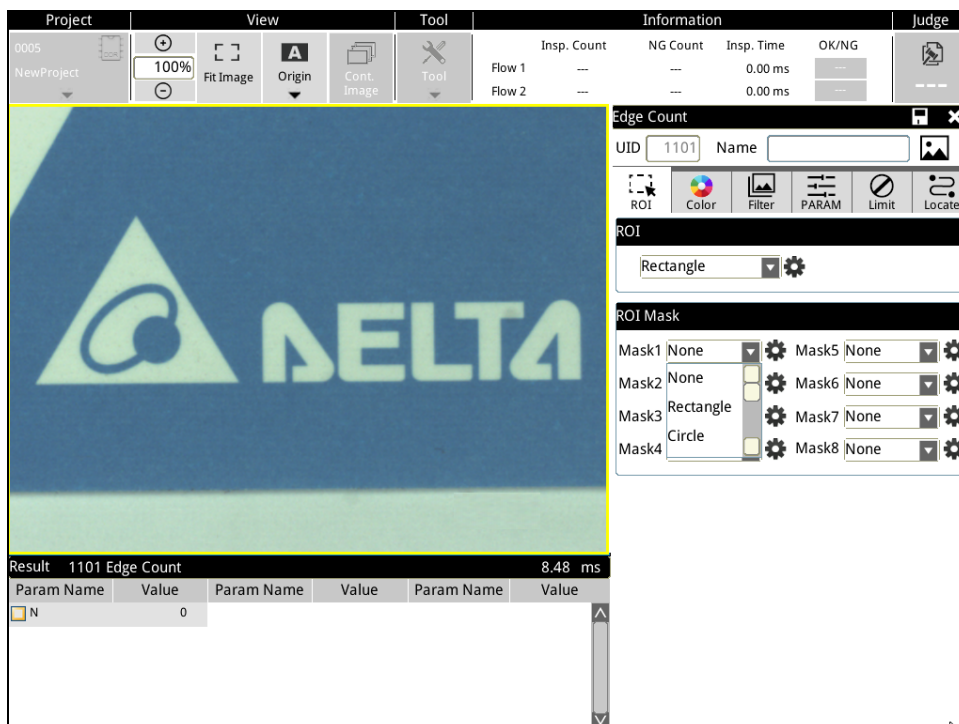 Project View Tool Information Judge
0005
NewProject
100%
Fit Image
A
Origin
Cont.
Image
Tool
Insp. Count NG Count Insp. Time OK/NG
Flow 1 --- --- 0.00 ms ---
Flow 2 --- --- 0.00 ms ---
---
DELTA
Edge Count
UID 1101 Name
ROI Color Filter PARAM Limit Locate
ROI
Rectangle
ROI Mask
Mask1 None Mask5 None
Mask2 None Mask6 None
Mask3 Rectangle Mask7 None
Mask4 Circle Mask8 None
Result 1101 Edge Count 8.48 ms
Param Name Value Param Name Value Param Name Value
N 0